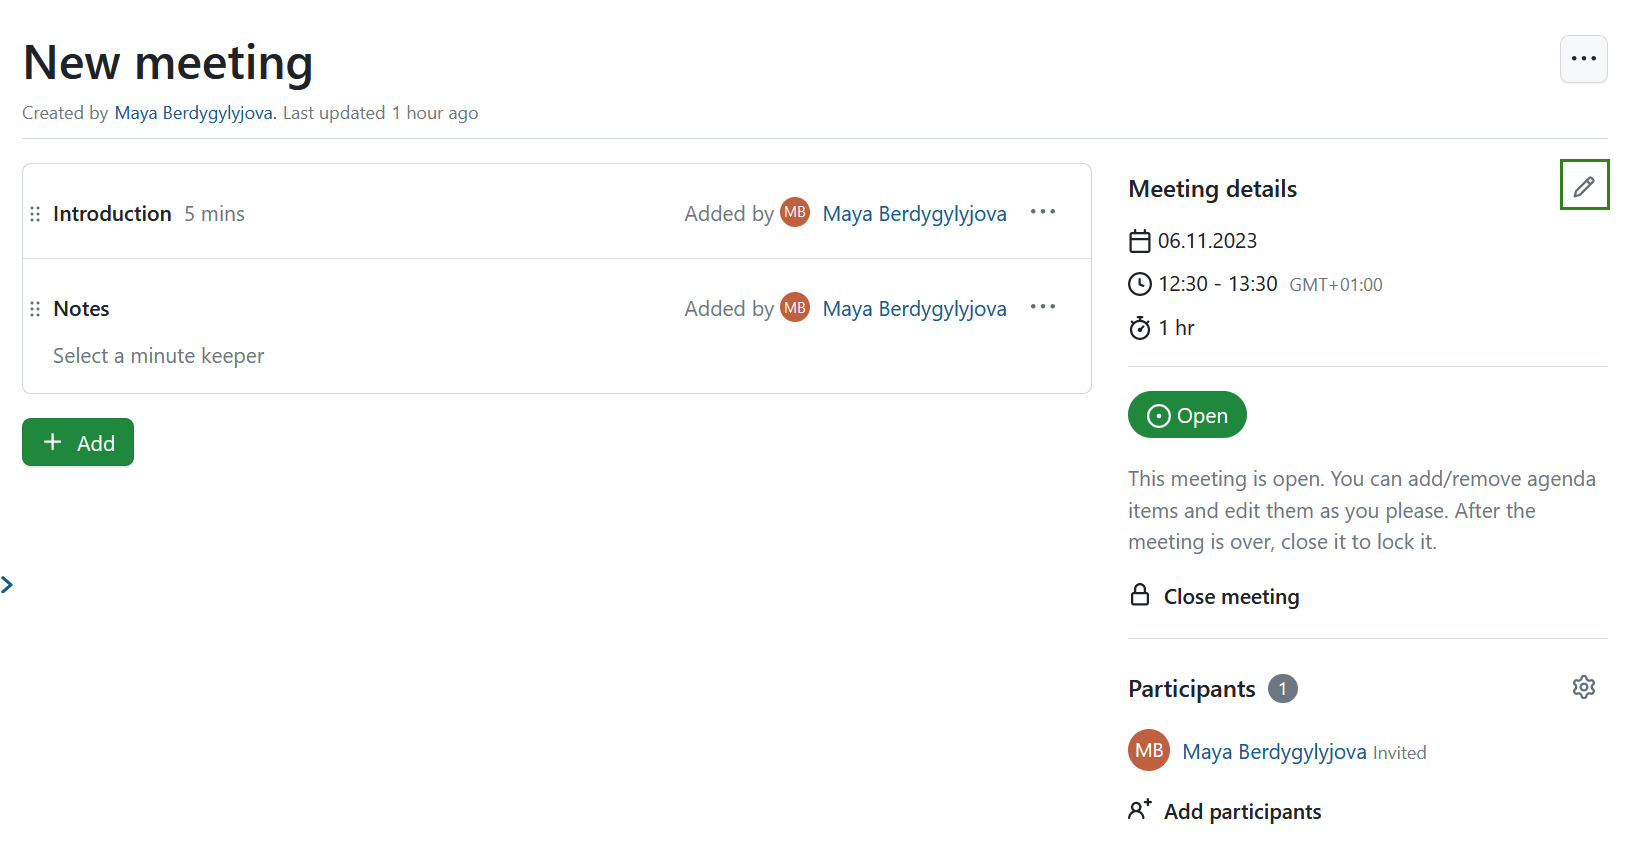 New meeting
Created by Maya Berdygylyjova. Last updated 1 hour ago
Introduction 5 mins Added by MB Maya Berdygylyjova
Notes Added by MB Maya Berdygylyjova
Select a minute keeper
+ Add
Meeting details
06.11.2023
12:30 - 13:30 GMT+01:00
1 hr
Open
This meeting is open. You can add/remove agenda
items and edit them as you please. After the
meeting is over, close it to lock it.
Close meeting
Participants 1
MB Maya Berdygylyjova Invited
Add participants